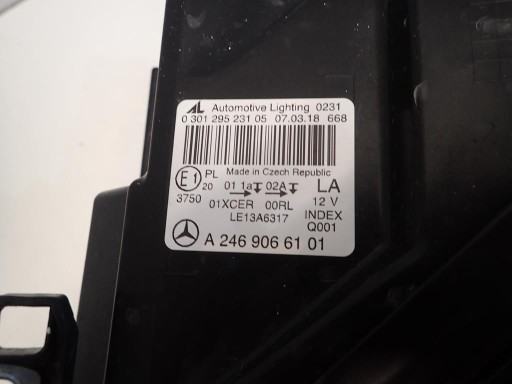 AL Automotive Lighting 0231
0 301 295 231 05 07.03.18 668
Made in Czech Republic
E1 PL 01 1a 02A LA
20
3750 01XCER 00RL 12 V
LE13A6317 INDEX
Q001
A 246 906 61 01